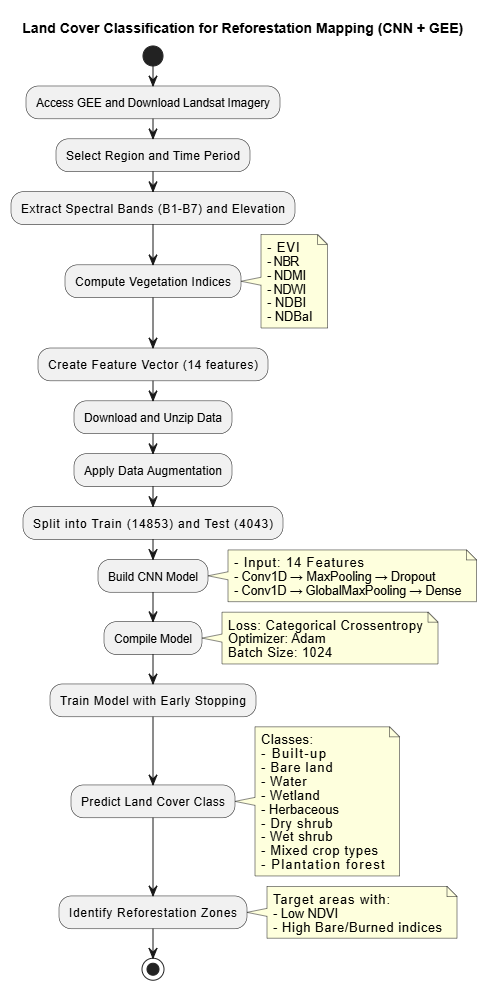 Land Cover Classification for Reforestation Mapping (CNN + GEE)
Access GEE and Download Landsat Imagery
Select Region and Time Period
Extract Spectral Bands (B1-B7) and Elevation
Compute Vegetation Indices
- EVI
- NBR
- NDMI
- NDWI
- NDBI
- NDBaI
Create Feature Vector (14 features)
Download and Unzip Data
Apply Data Augmentation
Split into Train (14853) and Test (4043)
Build CNN Model
- Input: 14 Features
- Conv1D → MaxPooling → Dropout
- Conv1D → GlobalMaxPooling → Dense
Compile Model
Loss: Categorical Crossentropy
Optimizer: Adam
Batch Size: 1024
Train Model with Early Stopping
Predict Land Cover Class
Classes:
- Built-up
- Bare land
- Water
- Wetland
- Herbaceous
- Dry shrub
- Wet shrub
- Mixed crop types
- Plantation forest
Identify Reforestation Zones
Target areas with:
- Low NDVI
- High Bare/Burned indices